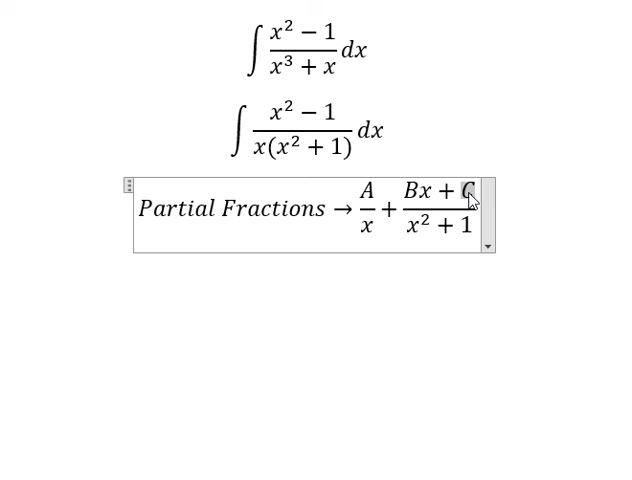 ∫ (x² − 1)/(x³ + x) dx
∫ (x² − 1)/(x(x² + 1)) dx
Partial Fractions → A/x + (Bx + C)/(x² + 1)